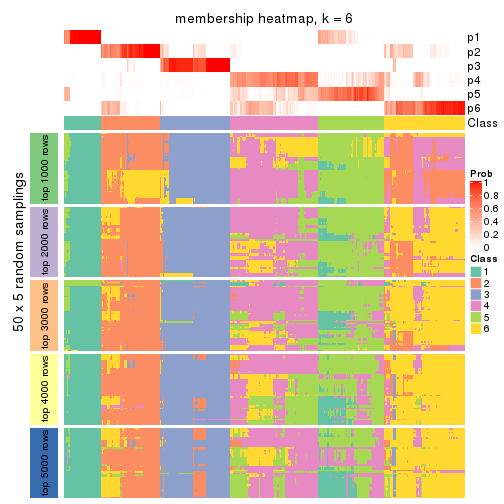 membership heatmap, k = 6
p1
p2
p3
p4
p5
p6
Class
50 x 5 random samplings
top 1000 rows
top 2000 rows
top 3000 rows
top 4000 rows
top 5000 rows
Prob
1
0.8
0.6
0.4
0.2
0
Class
1
2
3
4
5
6